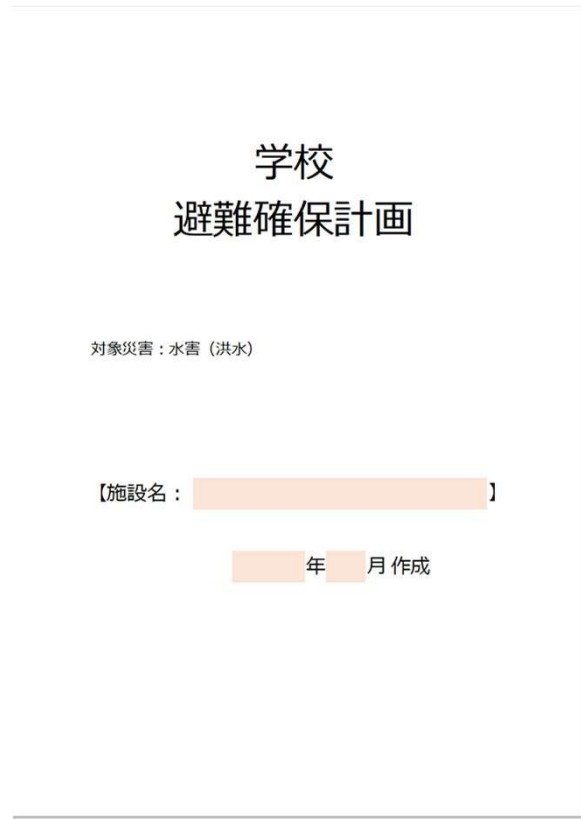 学校
避難確保計画
対象災害：水害（洪水）
【施設名： 】
年 月 作成